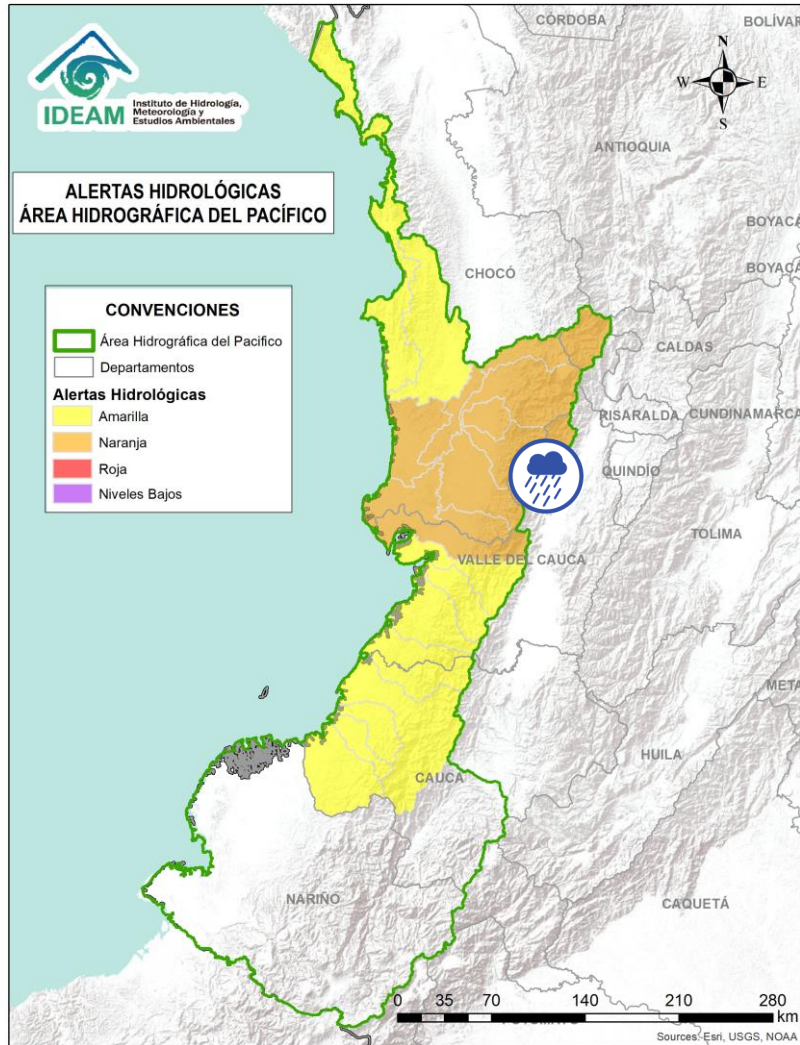 CÓRDOBA
BOLÍVAR
N
W
E
S
IDEAM
Instituto de Hidrología,
Meteorología y
Estudios Ambientales
ANTIOQUIA
ALERTAS HIDROLÓGICAS
ÁREA HIDROGRÁFICA DEL PACÍFICO
BOYACÁ
CHOCÓ
BOYACÁ
CONVENCIONES
Área Hidrográfica del Pacifico
Departamentos
Alertas Hidrológicas
Amarilla
Naranja
Roja
Niveles Bajos
CALDAS
RISARALDA
CUNDINAMARCA
QUINDÍO
TOLIMA
VALLE DEL CAUCA
META
HUILA
CAUCA
NARIÑO
CAQUETÁ
0 35 70 140 210 280
km
Sources: Esri, USGS, NOAA